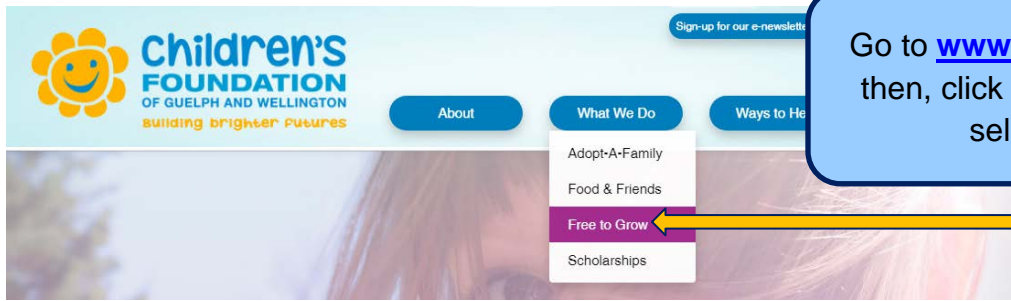 Children's
FOUNDATION
OF GUELPH AND WELLINGTON
Building brighter futures
Sign-up for our e-newslette
About
What We Do
Ways to He
Adopt-A-Family
Food & Friends
Free to Grow
Scholarships
Go to www
then, click
sel